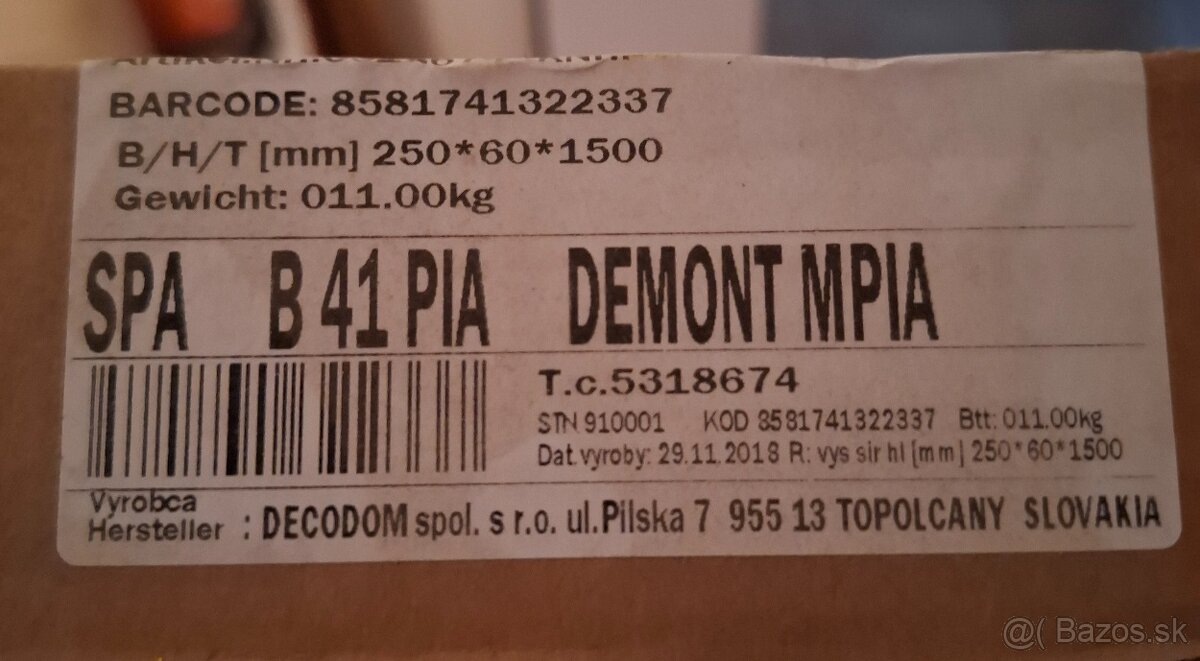 BARCODE: 8581741322337
B/H/T [mm] 250*60*1500
Gewicht: 011.00kg
SPA B 41 PIA DEMONT MPIA
T.c.5318674
STN 910001 KOD 8581741322337 Btt: 011.00kg
Dat.vyroby: 29.11.2018 R: vys sir hl [mm] 250*60*1500
Vyrobca
Hersteller : DECODOM spol. s r.o. ul.Pilska 7 955 13 TOPOLCANY SLOVAKIA
@( Bazos.sk